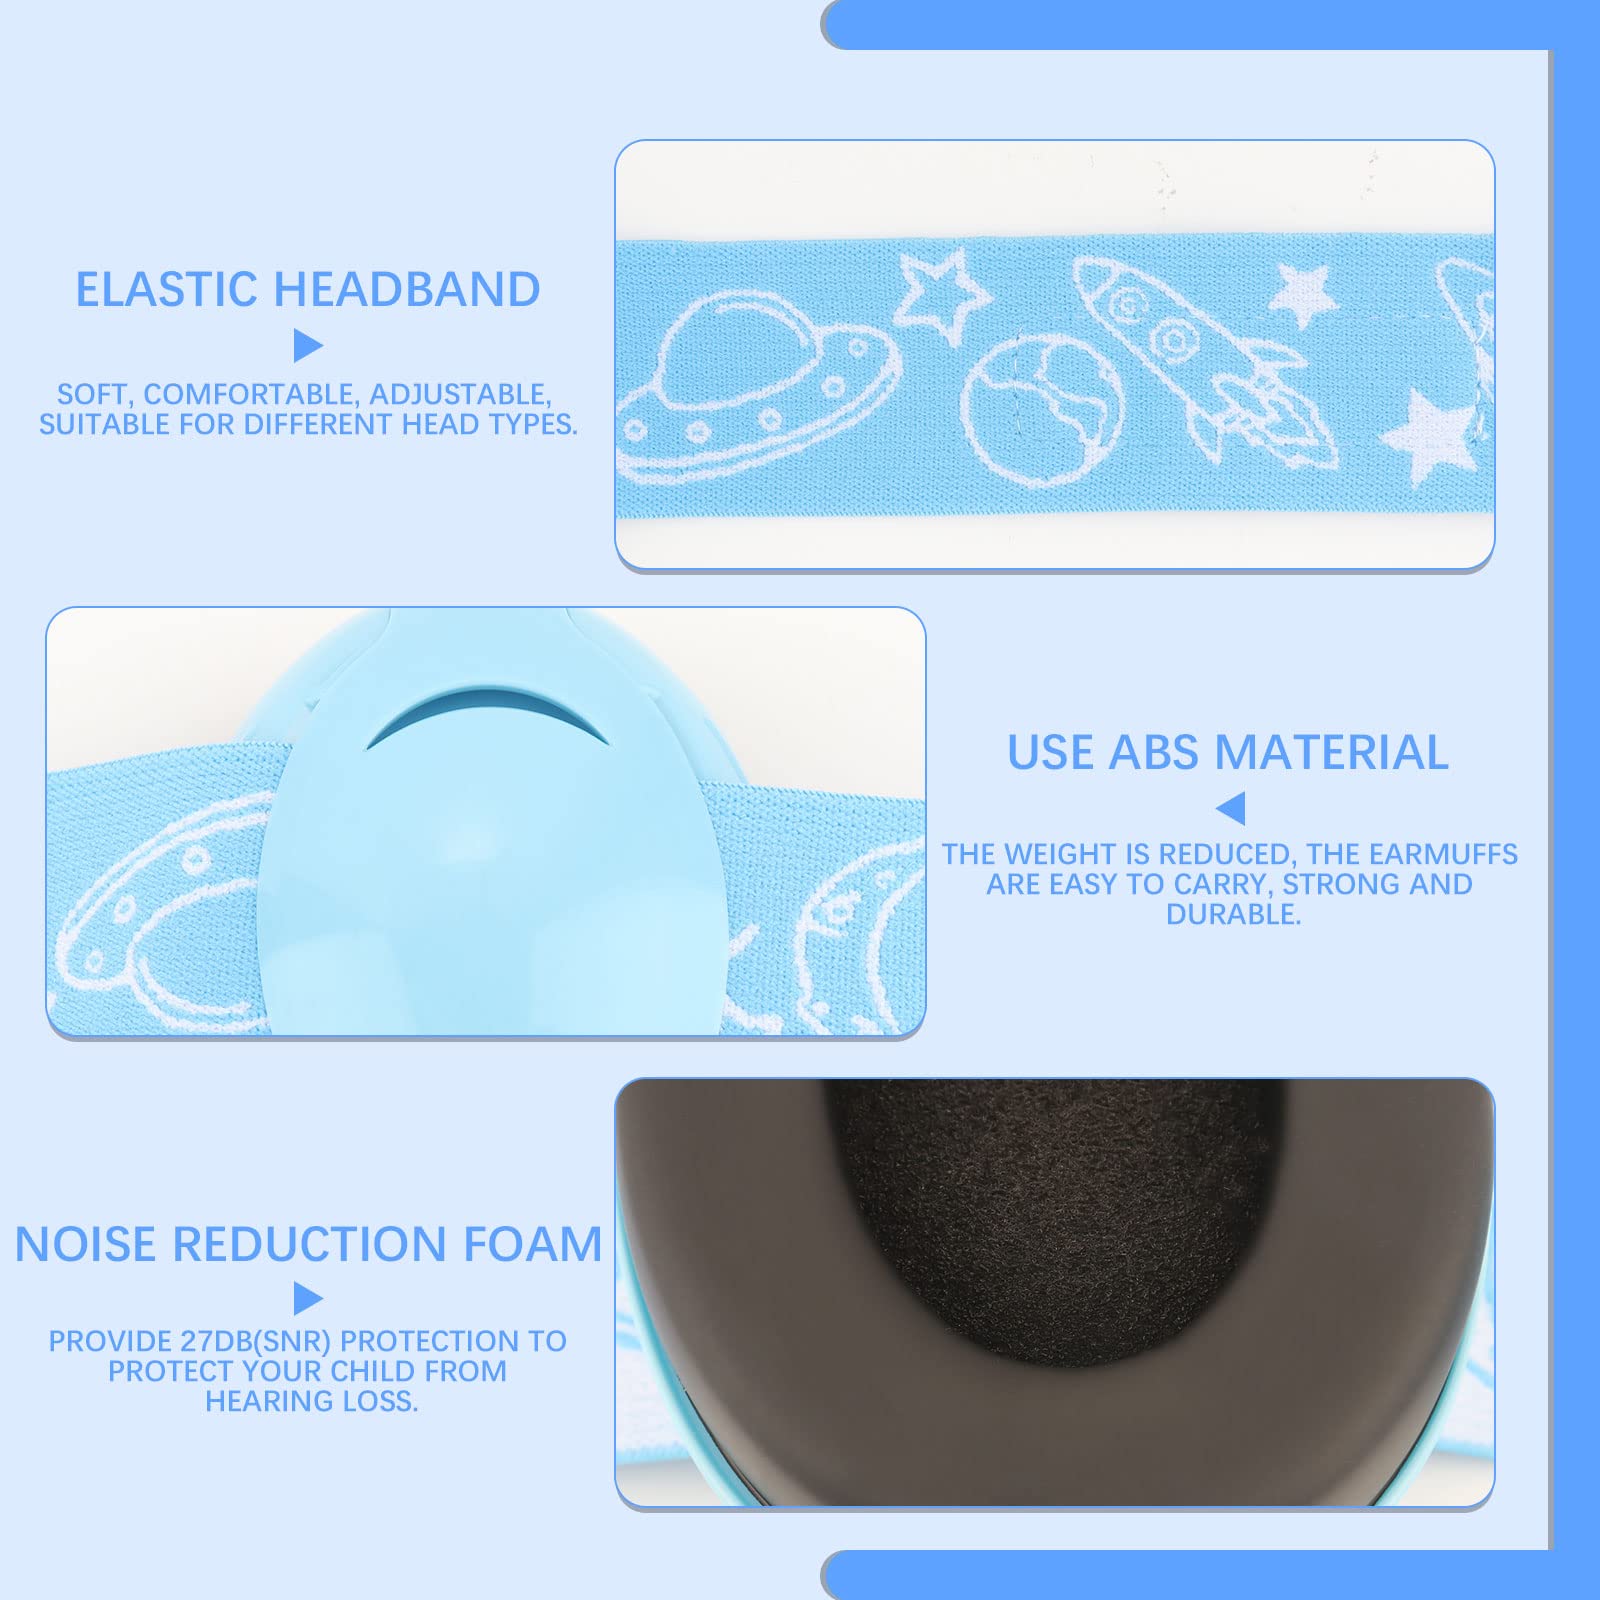 ELASTIC HEADBAND
SOFT, COMFORTABLE, ADJUSTABLE,
SUITABLE FOR DIFFERENT HEAD TYPES.
USE ABS MATERIAL
THE WEIGHT IS REDUCED, THE EARMUFFS
ARE EASY TO CARRY, STRONG AND
DURABLE.
NOISE REDUCTION FOAM
PROVIDE 27DB(SNR) PROTECTION TO
PROTECT YOUR CHILD FROM
HEARING LOSS.